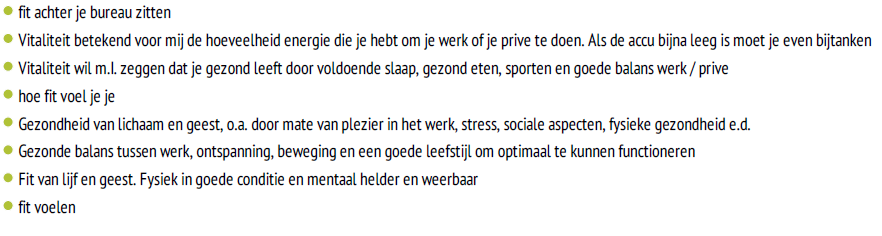 fit achter je bureau zitten
Vitaliteit betekend voor mij de hoeveelheid energie die je hebt om je werk of je prive te doen. Als de accu bijna leeg is moet je even bijtanken
Vitaliteit wil m.I. zeggen dat je gezond leeft door voldoende slaap, gezond eten, sporten en goede balans werk / prive
hoe fit voel je je
Gezondheid van lichaam en geest, o.a. door mate van plezier in het werk, stress, sociale aspecten, fysieke gezondheid e.d.
Gezonde balans tussen werk, ontspanning, beweging en een goede leefstijl om optimaal te kunnen functioneren
Fit van lijf en geest. Fysiek in goede conditie en mentaal helder en weerbaar
fit voelen